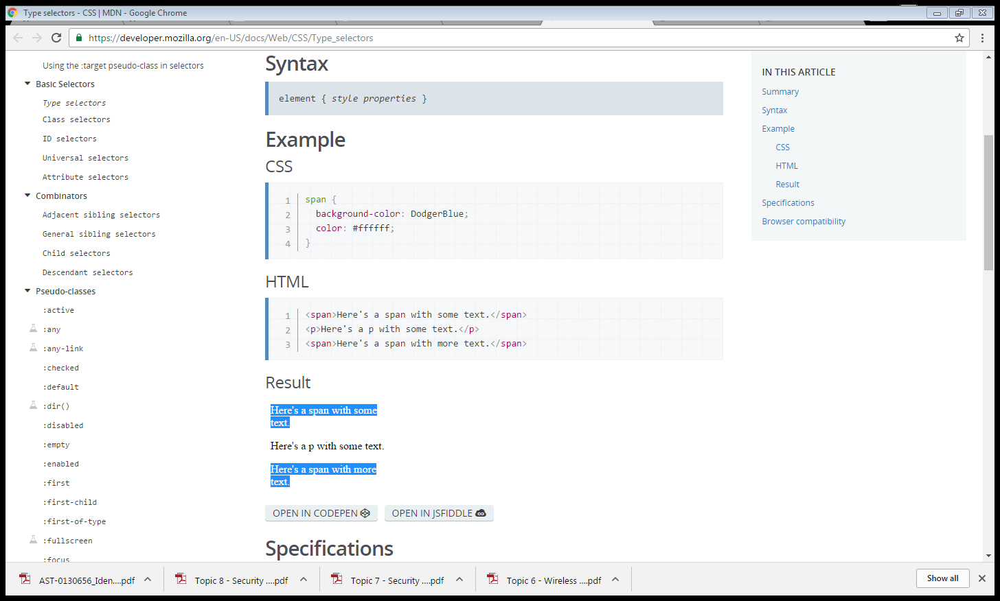 Type selectors - CSS | MDN - Google Chrome
https://developer.mozilla.org/en-US/docs/Web/CSS/Type_selectors
Using the :target pseudo-class in selectors
Basic Selectors
Type selectors
Class selectors
ID selectors
Universal selectors
Attribute selectors
Combinators
Adjacent sibling selectors
General sibling selectors
Child selectors
Descendant selectors
Pseudo-classes
:active
:any
:any-link
:checked
:default
:dir()
:disabled
:empty
:enabled
:first
:first-child
:first-of-type
:fullscreen
:focus
Syntax
element { style properties }
Example
CSS
1 span {
2 background-color: DodgerBlue;
3 color: #ffffff;
4 }
HTML
1 <span>Here's a span with some text.</span>
2 <p>Here's a p with some text.</p>
3 <span>Here's a span with more text.</span>
Result
Here's a span with some
text.
Here's a p with some text.
Here's a span with more
text.
OPEN IN CODEPEN
OPEN IN JSFIDDLE
Specifications
IN THIS ARTICLE
Summary
Syntax
Example
CSS
HTML
Result
Specifications
Browser compatibility
AST-0130656_Iden....pdf
Topic 8 - Security ....pdf
Topic 7 - Security ....pdf
Topic 6 - Wireless ....pdf
Show all